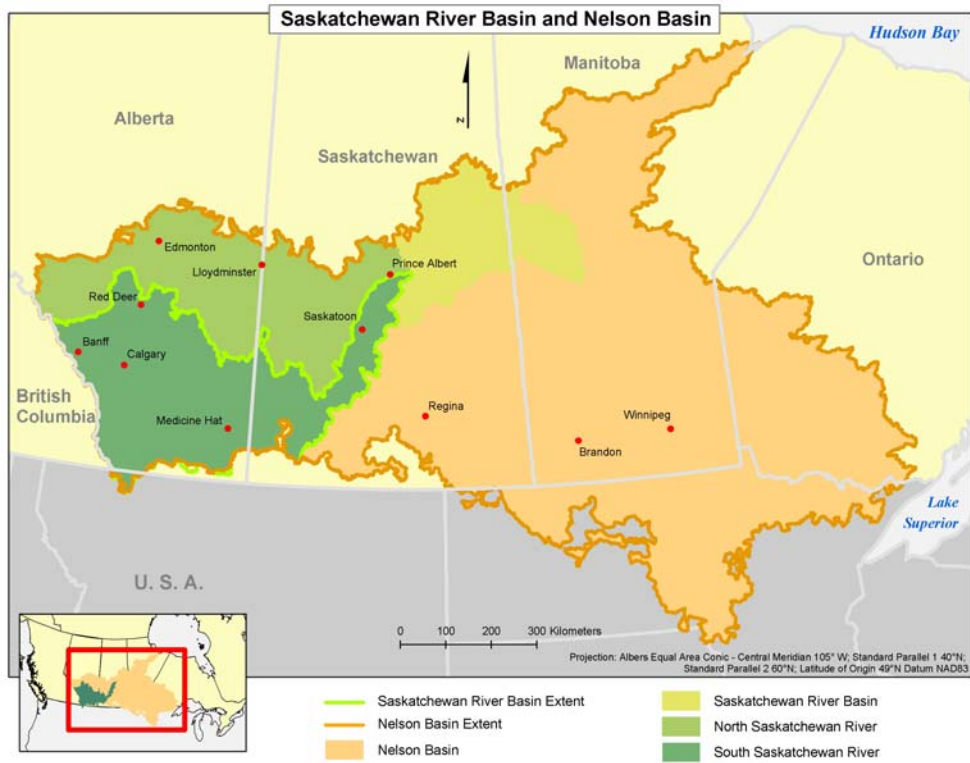 Saskatchewan River Basin and Nelson Basin
Hudson Bay
Manitoba
Alberta
Saskatchewan
N
Edmonton
Lloydminster
Prince Albert
Ontario
Red Deer
Saskatoon
Banff
Calgary
British
Columbia
Medicine Hat
Regina
Winnipeg
Brandon
Lake
Superior
U. S. A.
0 100 200 300 Kilometers
Projection: Albers Equal Area Conic - Central Meridian 105° W; Standard Parallel 1 40°N;
Standard Parallel 2 60°N; Latitude of Origin 49°N Datum NAD83
Saskatchewan River Basin Extent
Nelson Basin Extent
Nelson Basin
Saskatchewan River Basin
North Saskatchewan River
South Saskatchewan River